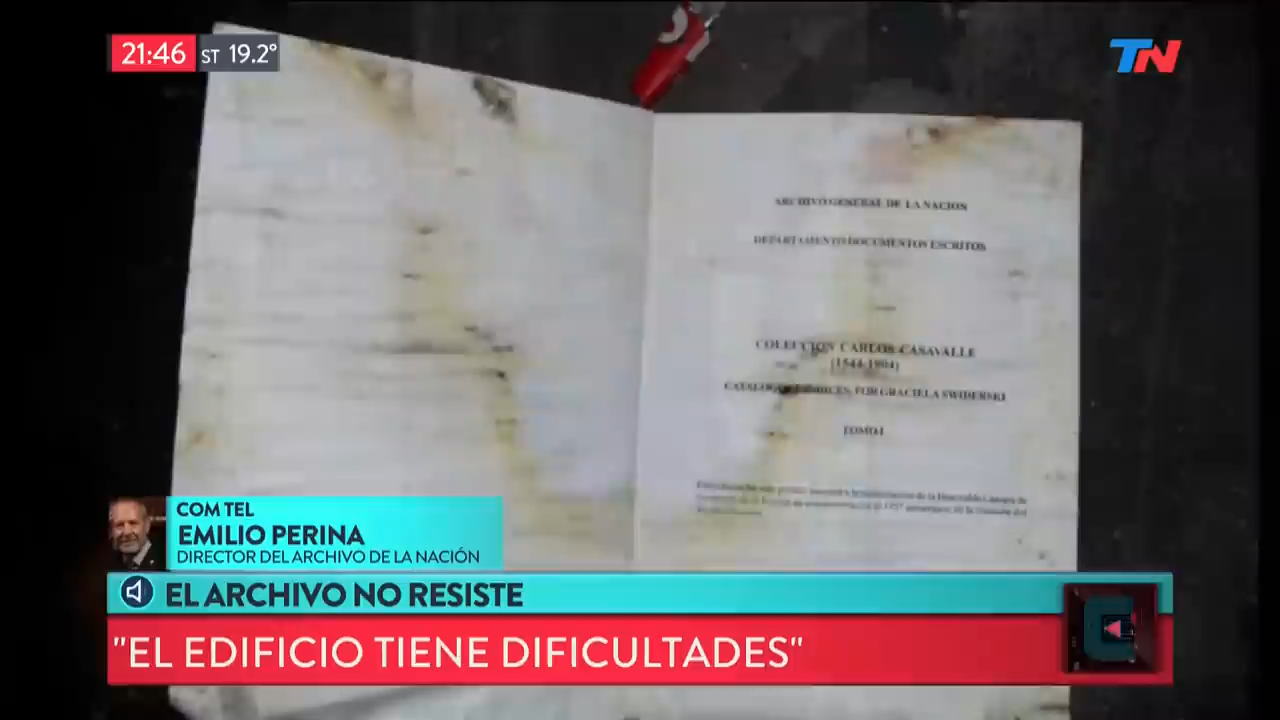 21:46 ST 19.2°
TN
ARCHIVO GENERAL DE LA NACION
DEPARTAMENTO DOCUMENTOS ESCRITOS
COLECCION CARLOS CASAVALLE
(1544-1904)
POR GRACIELA SWIDERSKI
TOMO I
COM TEL
EMILIO PERINA
DIRECTOR DEL ARCHIVO DE LA NACIÓN
EL ARCHIVO NO RESISTE
"EL EDIFICIO TIENE DIFICULTADES"